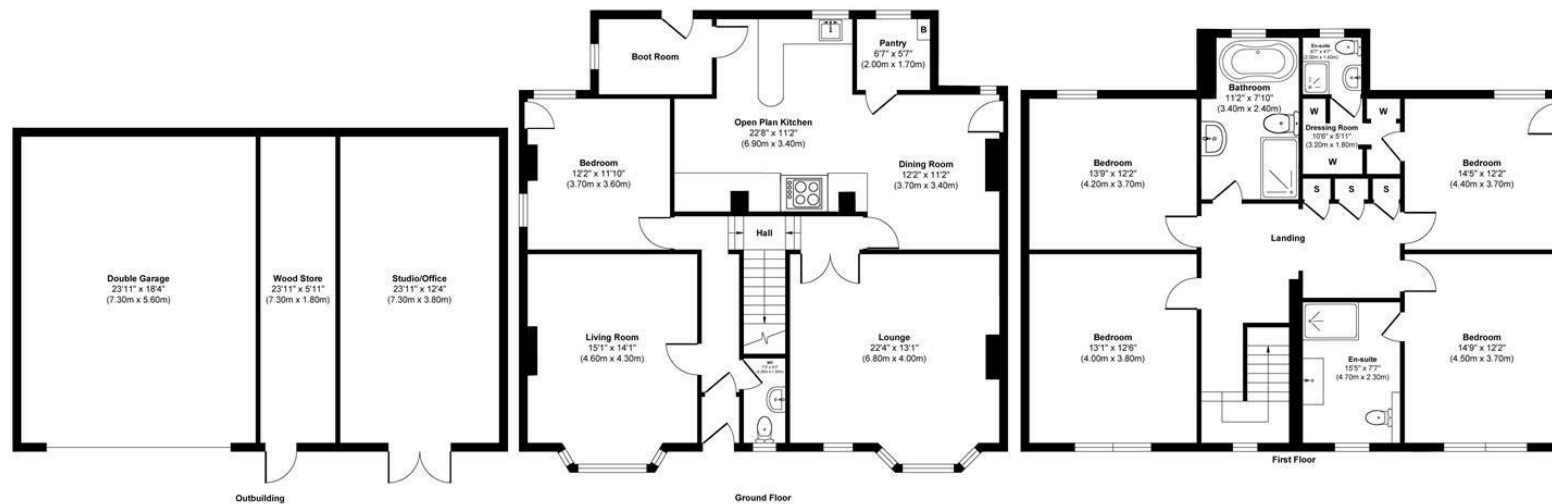 Double Garage
23'11" x 18'4"
(7.30m x 5.60m)
Wood Store
23'11" x 5'11"
(7.30m x 1.80m)
Studio/Office
23'11" x 12'4"
(7.30m x 3.80m)
Outbuilding
Boot Room
Pantry
6'7" x 5'7"
(2.00m x 1.70m)
B
Open Plan Kitchen
22'8" x 11'2"
(6.90m x 3.40m)
Bedroom
12'2" x 11'10"
(3.70m x 3.60m)
Dining Room
12'2" x 11'2"
(3.70m x 3.40m)
Hall
Living Room
15'1" x 14'1"
(4.60m x 4.30m)
Lounge
22'4" x 13'1"
(6.80m x 4.00m)
WC
Ground Floor
Bathroom
11'2" x 7'10"
(3.40m x 2.40m)
En-suite
6'7" x 4'7"
(2.00m x 1.40m)
W
W
Dressing Room
10'6" x 5'11"
(3.20m x 1.80m)
W
Bedroom
13'9" x 12'2"
(4.20m x 3.70m)
Bedroom
14'5" x 12'2"
(4.40m x 3.70m)
S
S
S
Landing
Bedroom
13'1" x 12'6"
(4.00m x 3.80m)
En-suite
15'5" x 7'7"
(4.70m x 2.30m)
Bedroom
14'9" x 12'2"
(4.50m x 3.70m)
First Floor